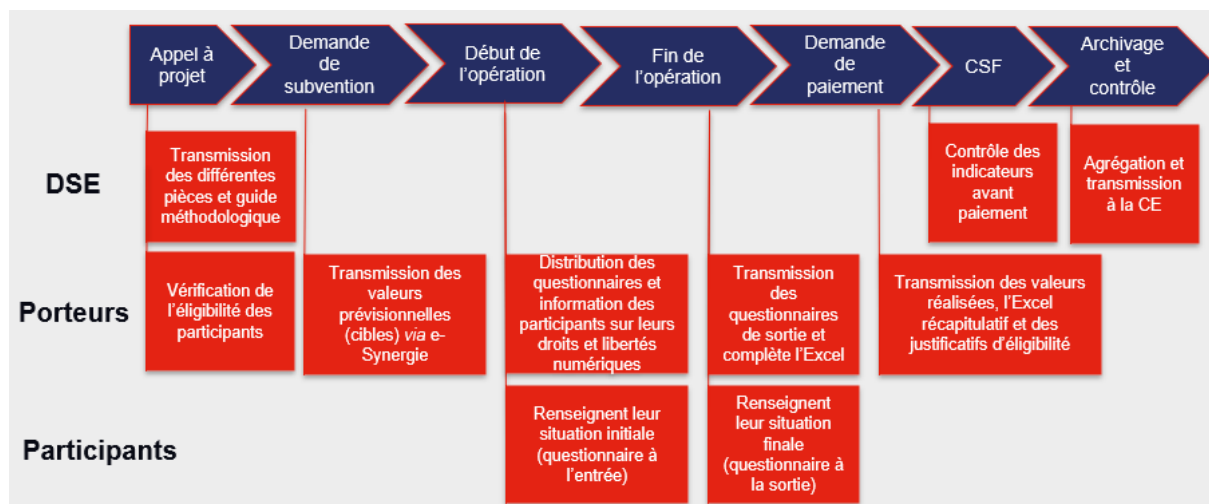 Appel à
projet
Demande
de
subvention
Début de
l'opération
Fin de
l'opération
Demande
de
paiement
CSF
Archivage
et
contrôle
DSE
Transmission
des différentes
pièces et guide
méthodologique
Contrôle des
indicateurs
avant
paiement
Agrégation et
transmission
à la CE
Porteurs
Vérification de
l'éligibilité des
participants
Transmission des
valeurs
prévisionnelles
(cibles) via e-
Synergie
Distribution des
questionnaires et
information des
participants sur leurs
droits et libertés
numériques
Transmission
des
questionnaires
de sortie et
complète l'Excel
Transmission des valeurs
réalisées, l'Excel
récapitulatif et des
justificatifs d'éligibilité
Participants
Renseignent leur
situation initiale
(questionnaire à
l'entrée)
Renseignent
leur situation
finale
(questionnaire à
la sortie)